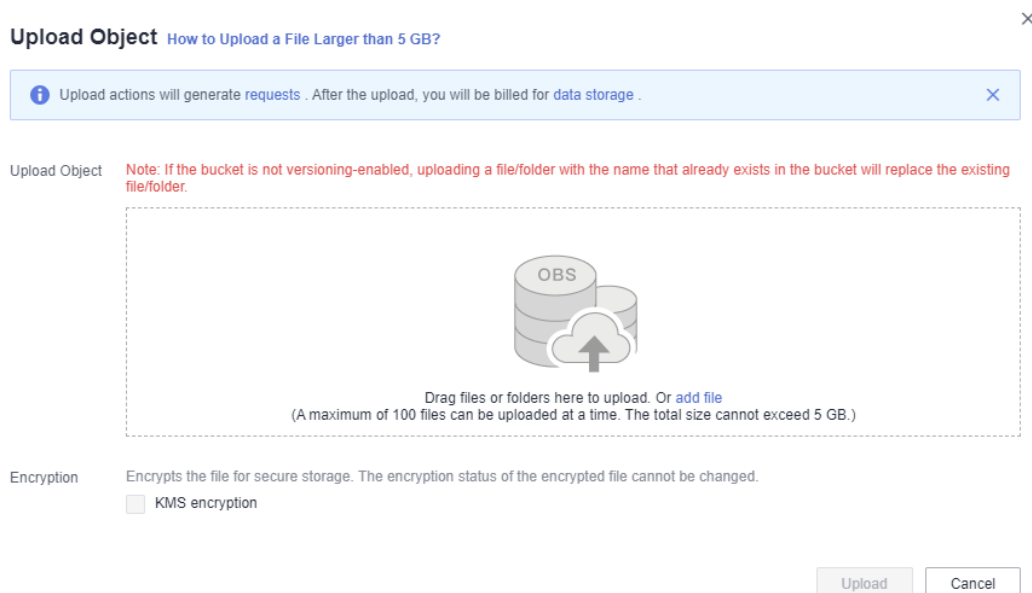 Upload Object How to Upload a File Larger than 5 GB?
Upload actions will generate requests . After the upload, you will be billed for data storage .
Upload Object
Note: If the bucket is not versioning-enabled, uploading a file/folder with the name that already exists in the bucket will replace the existing
file/folder.
OBS
Drag files or folders here to upload. Or add file
(A maximum of 100 files can be uploaded at a time. The total size cannot exceed 5 GB.)
Encryption
Encrypts the file for secure storage. The encryption status of the encrypted file cannot be changed.
KMS encryption
Upload
Cancel